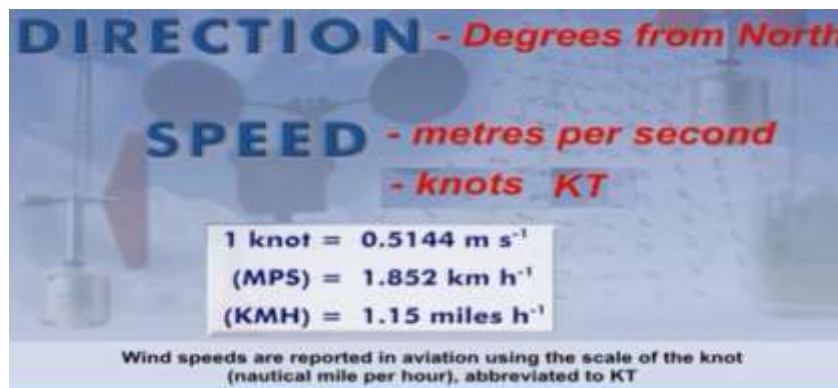 DIRECTION - Degrees from North
SPEED - metres per second
- knots KT
1 knot = 0.5144 m s⁻¹
(MPS) = 1.852 km h⁻¹
(KMH) = 1.15 miles h⁻¹
Wind speeds are reported in aviation using the scale of the knot
(nautical mile per hour), abbreviated to KT